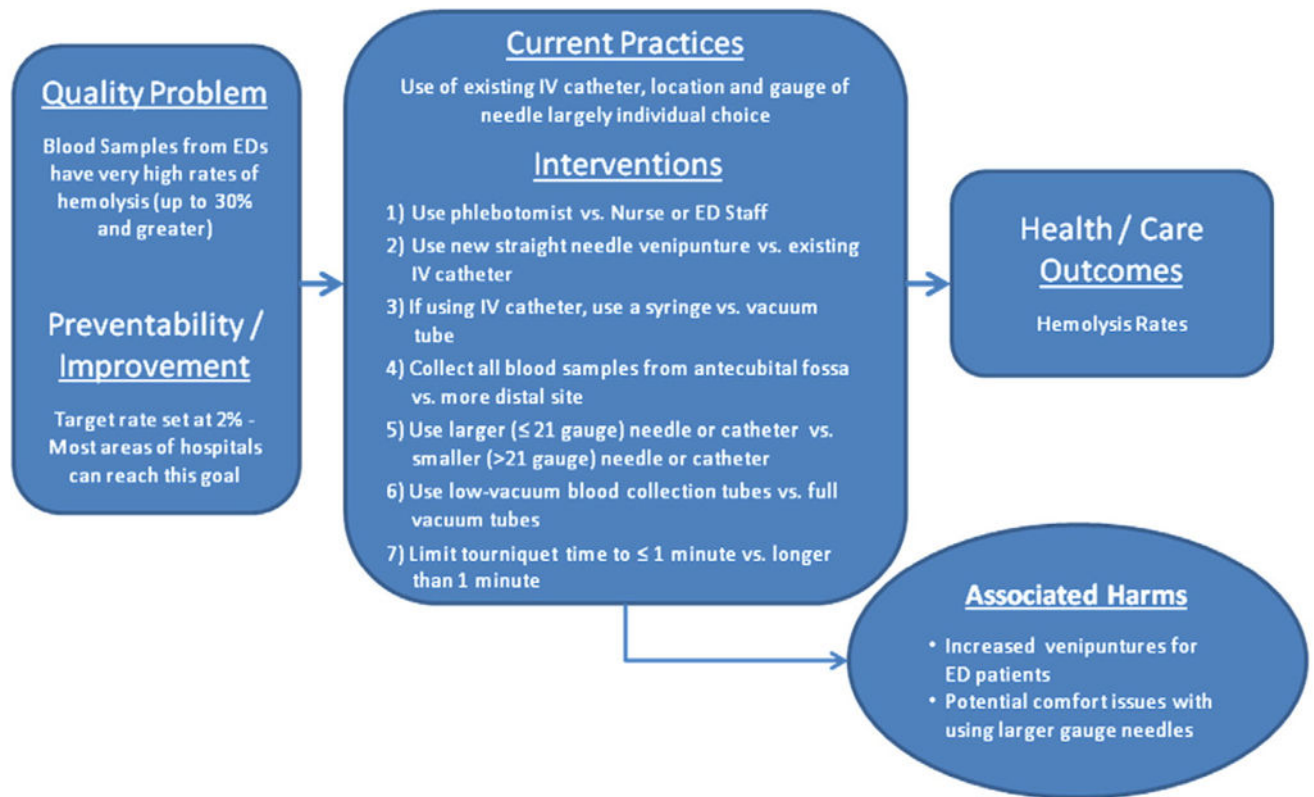 Quality Problem
Blood Samples from EDs
have very high rates of
hemolysis (up to 30%
and greater)
Preventability /
Improvement
Target rate set at 2% -
Most areas of hospitals
can reach this goal
Current Practices
Use of existing IV catheter, location and gauge of
needle largely individual choice
Interventions
1) Use phlebotomist vs. Nurse or ED Staff
2) Use new straight needle venipunture vs. existing
IV catheter
3) If using IV catheter, use a syringe vs. vacuum
tube
4) Collect all blood samples from antecubital fossa
vs. more distal site
5) Use larger (≤ 21 gauge) needle or catheter vs.
smaller (>21 gauge) needle or catheter
6) Use low-vacuum blood collection tubes vs. full
vacuum tubes
7) Limit tourniquet time to ≤ 1 minute vs. longer
than 1 minute
Health / Care
Outcomes
Hemolysis Rates
Associated Harms
• Increased venipuntures for
ED patients
• Potential comfort issues with
using larger gauge needles